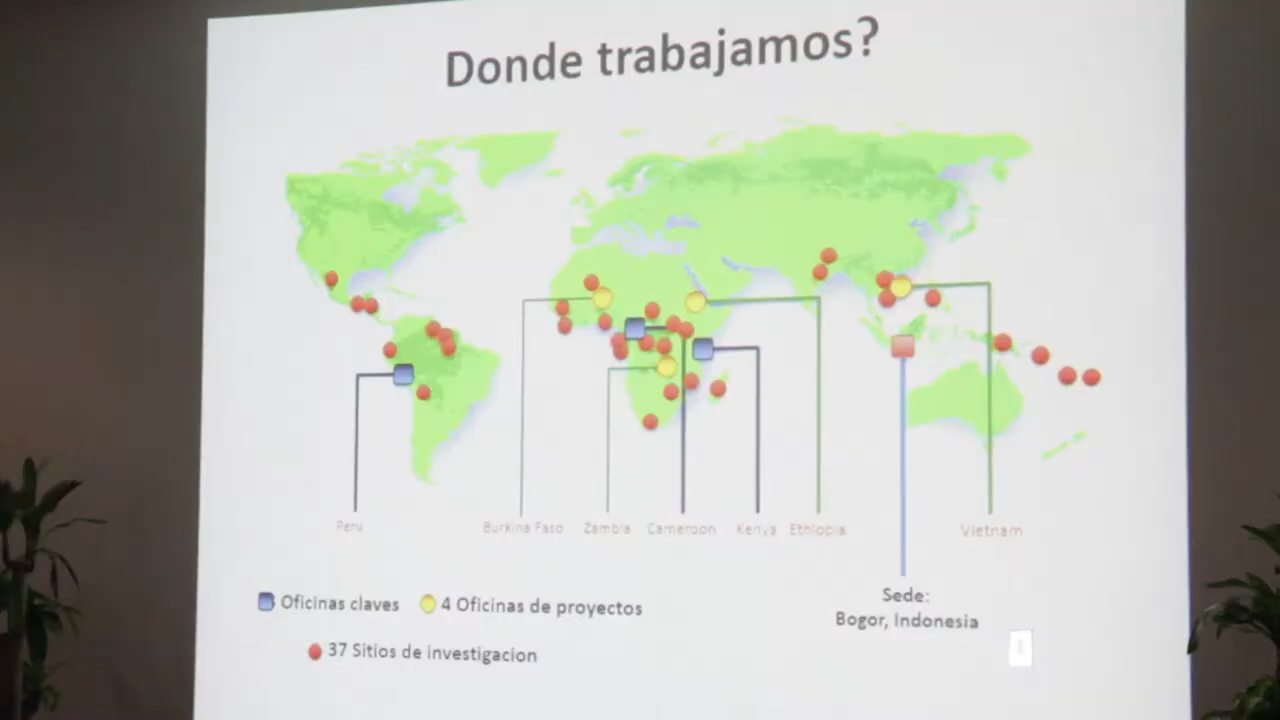 Donde trabajamos?
Peru
Burkina Faso
Zambia
Cameroon
Kenya
Ethiopia
Vietnam
Sede:
Bogor, Indonesia
Oficinas claves
4 Oficinas de proyectos
37 Sitios de investigacion